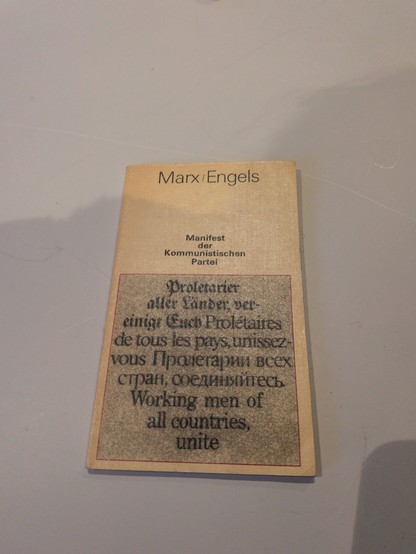 Marx/Engels
Manifest
der
Kommunistischen
Partei
Proletarier
aller Länder, ver-
einigt Euch Prolétaires
de tous les pays, unissez-
vous Пролетарии всех
стран, соединяйтесь.
Working men of
all countries,
unite